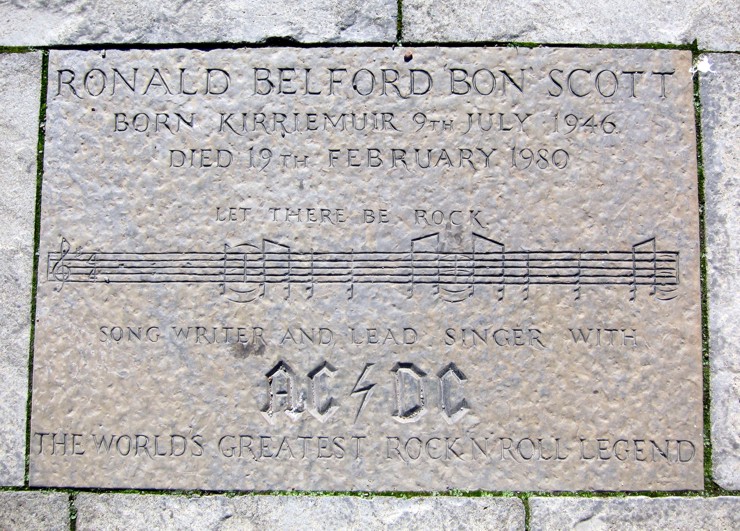 RONALD BELFORD 'BON' SCOTT
BORN KIRRIEMUIR 9TH JULY 1946
DIED 19TH FEBRUARY 1980
LET THERE BE ROCK
SONG WRITER AND LEAD SINGER WITH
AC⚡DC
THE WORLDS GREATEST ROCK'N'ROLL LEGEND